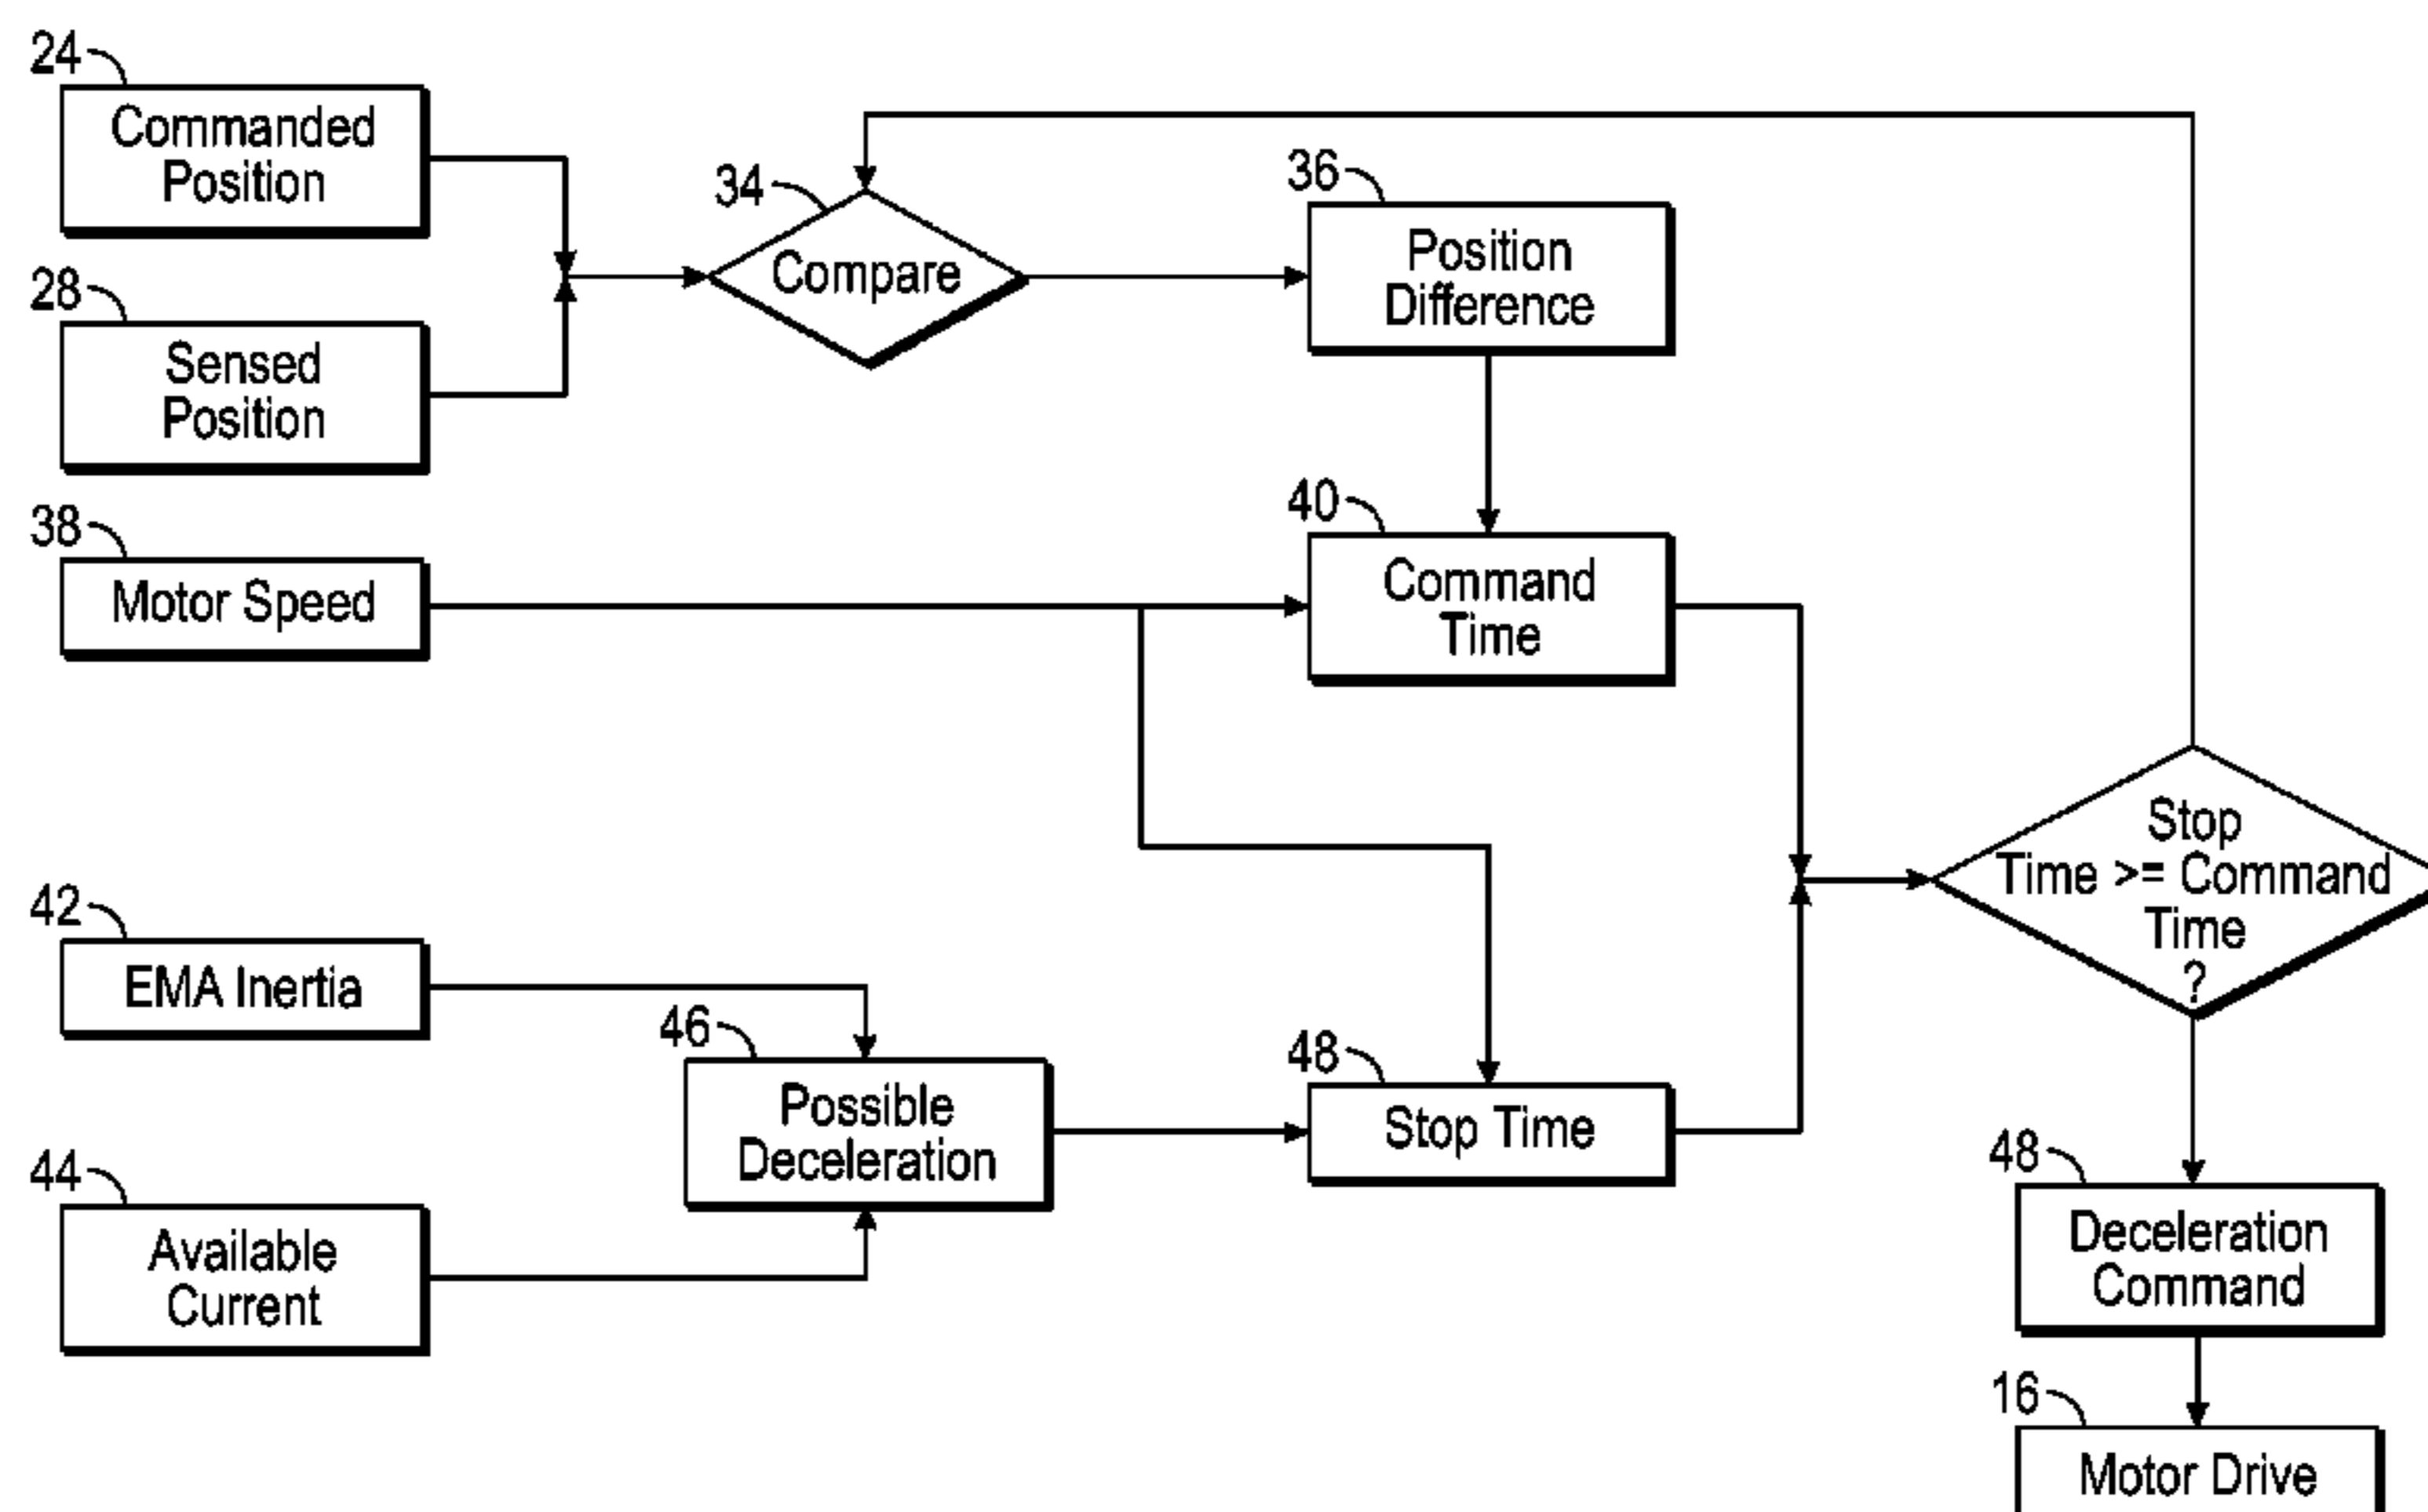 24
Commanded
Position
28
Sensed
Position
34
Compare
36
Position
Difference
38
Motor Speed
40
Command
Time
42
EMA Inertia
44
Available
Current
46
Possible
Deceleration
48
Stop Time
Stop
Time >= Command
Time
?
48
Deceleration
Command
16
Motor Drive